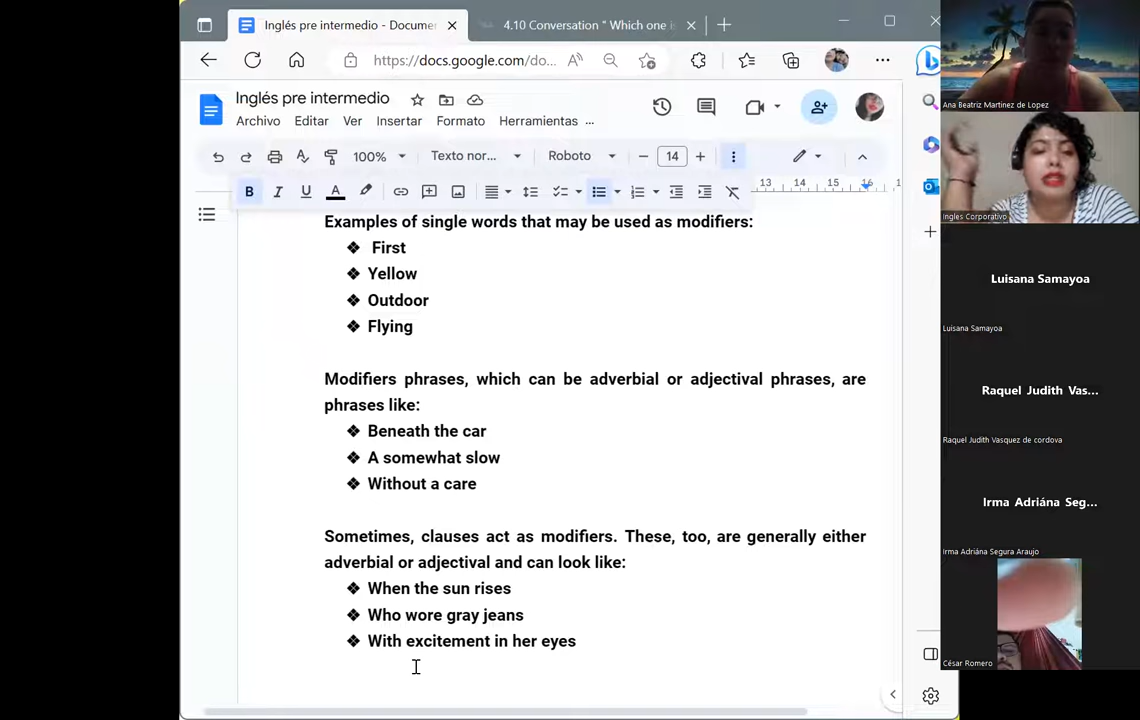 Inglés pre intermedio - Documen
4.10 Conversation " Which one i
https://docs.google.com/do...
Inglés pre intermedio
Archivo Editar Ver Insertar Formato Herramientas ...
100% Texto nor... Roboto 14
13 14 15 16 1
Examples of single words that may be used as modifiers:
❖ First
❖ Yellow
❖ Outdoor
❖ Flying
Modifiers phrases, which can be adverbial or adjectival phrases, are
phrases like:
❖ Beneath the car
❖ A somewhat slow
❖ Without a care
Sometimes, clauses act as modifiers. These, too, are generally either
adverbial or adjectival and can look like:
❖ When the sun rises
❖ Who wore gray jeans
❖ With excitement in her eyes
Ana Beatriz Martinez de Lopez
Ingles Corporativo
Luisana Samayoa
Luisana Samayoa
Raquel Judith Vas...
Raquel Judith Vasquez de cordova
Irma Adriána Seg...
Irma Adriána Segura Araujo
César Romero